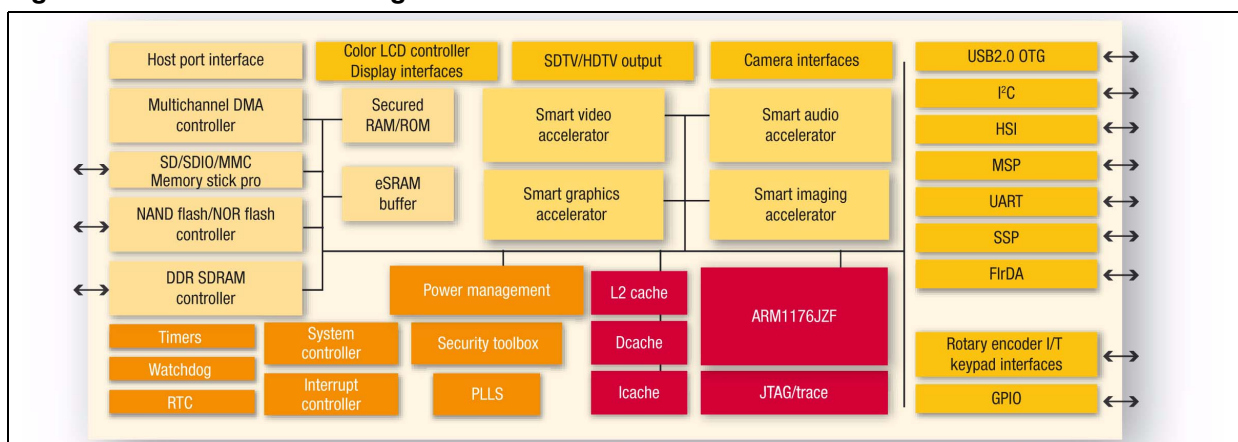 Host port interface
Color LCD controller
Display interfaces
SDTV/HDTV output
Camera interfaces
USB2.0 OTG
Multichannel DMA
controller
Secured
RAM/ROM
Smart video
accelerator
Smart audio
accelerator
I²C
HSI
SD/SDIO/MMC
Memory stick pro
eSRAM
buffer
MSP
NAND flash/NOR flash
controller
Smart graphics
accelerator
Smart imaging
accelerator
UART
SSP
DDR SDRAM
controller
Power management
L2 cache
ARM1176JZF
FIrDA
Timers
System
controller
Security toolbox
Dcache
Rotary encoder I/T
keypad interfaces
Watchdog
RTC
Interrupt
controller
PLLS
Icache
JTAG/trace
GPIO